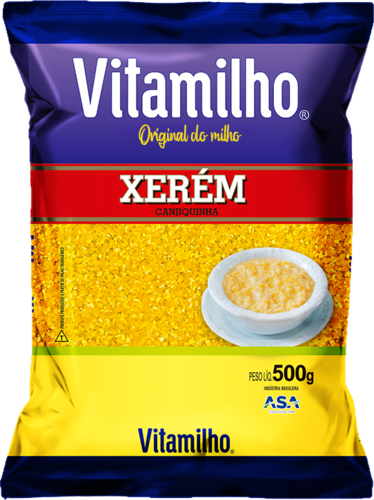 Vitamilho®
Original do milho
XERÉM
CANJIQUINHA
PESO LÍQ. 500g
INDÚSTRIA BRASILEIRA
ASA
Vitamilho®